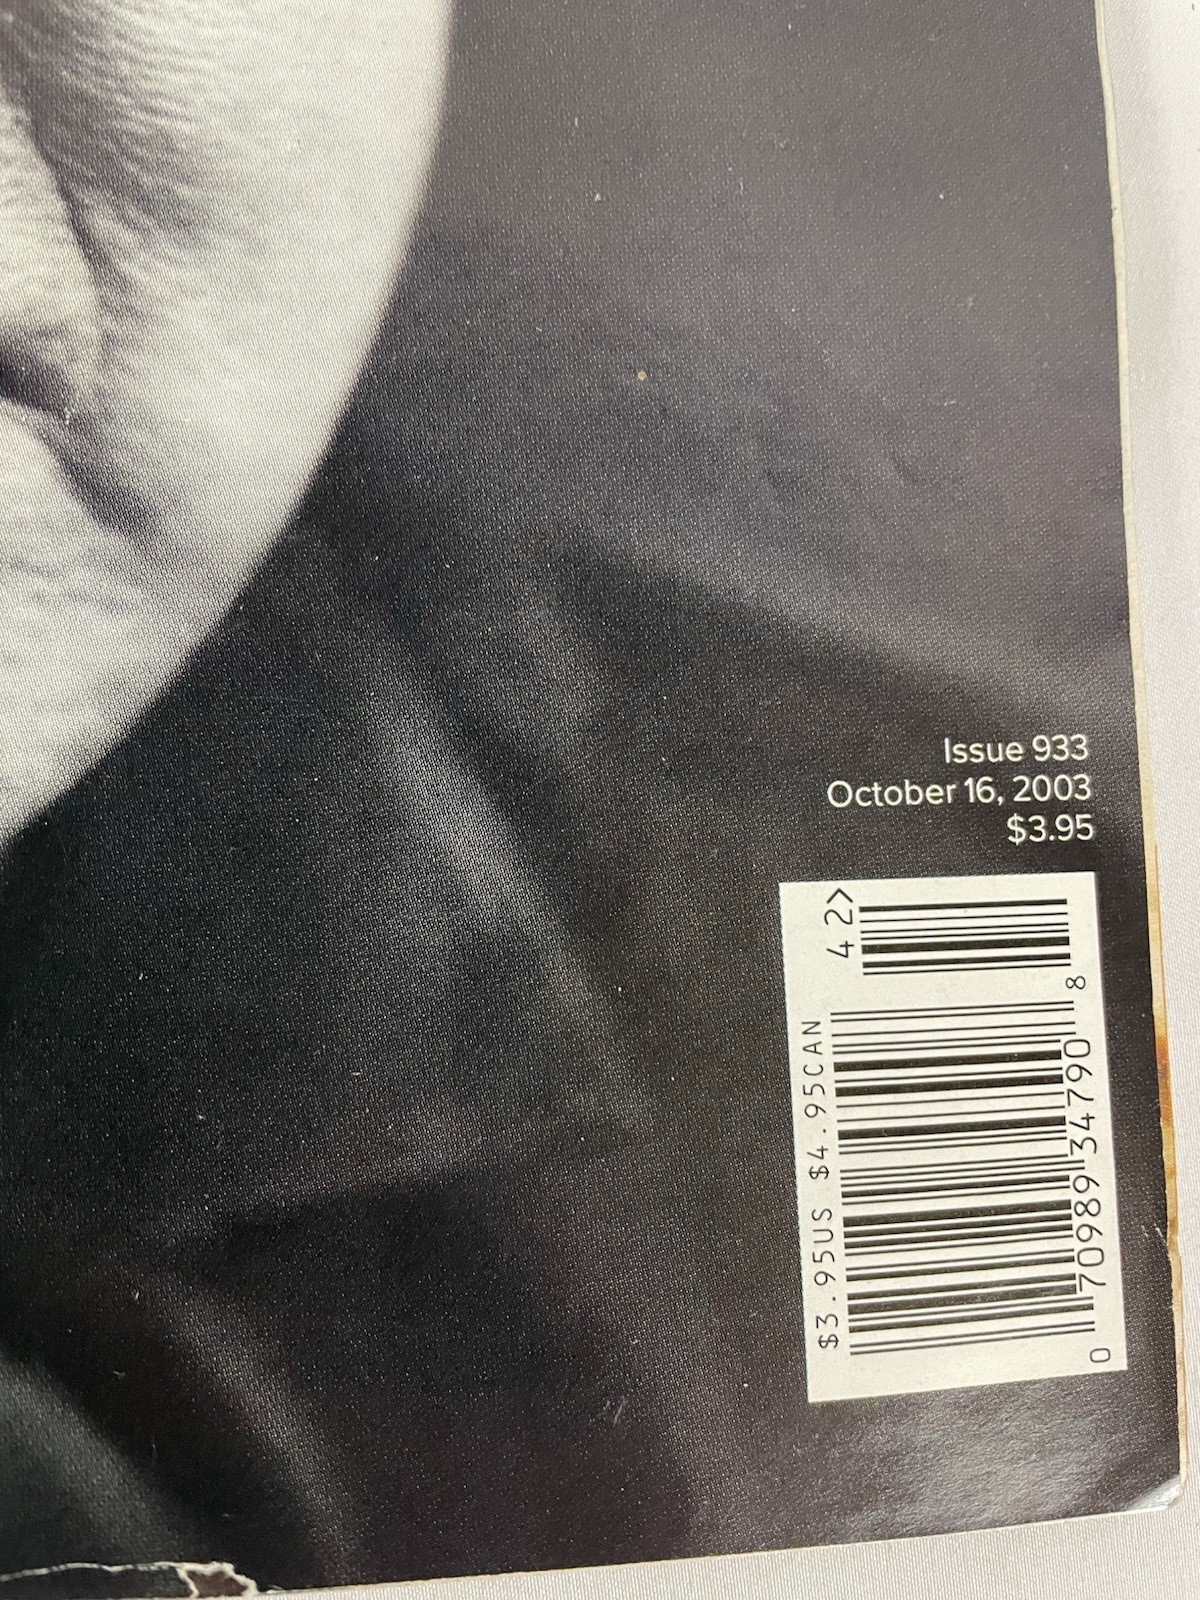 Issue 933
October 16, 2003
$3.95
42>
$3.95US $4.95CAN
0 70989 34790 8